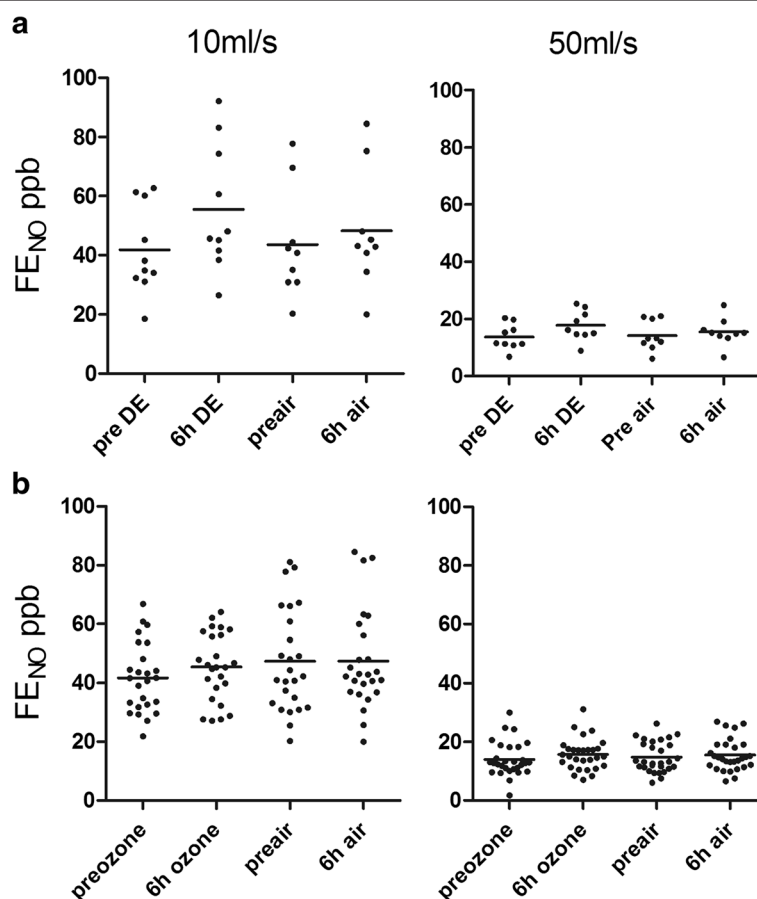 a
10ml/s
50ml/s
FENO ppb
100
80
60
40
20
0
pre DE
6h DE
preair
6h air
100
80
60
40
20
0
pre DE
6h DE
Pre air
6h air
b
FENO ppb
100
80
60
40
20
0
preozone
6h ozone
preair
6h air
100
80
60
40
20
0
preozone
6h ozone
preair
6h air